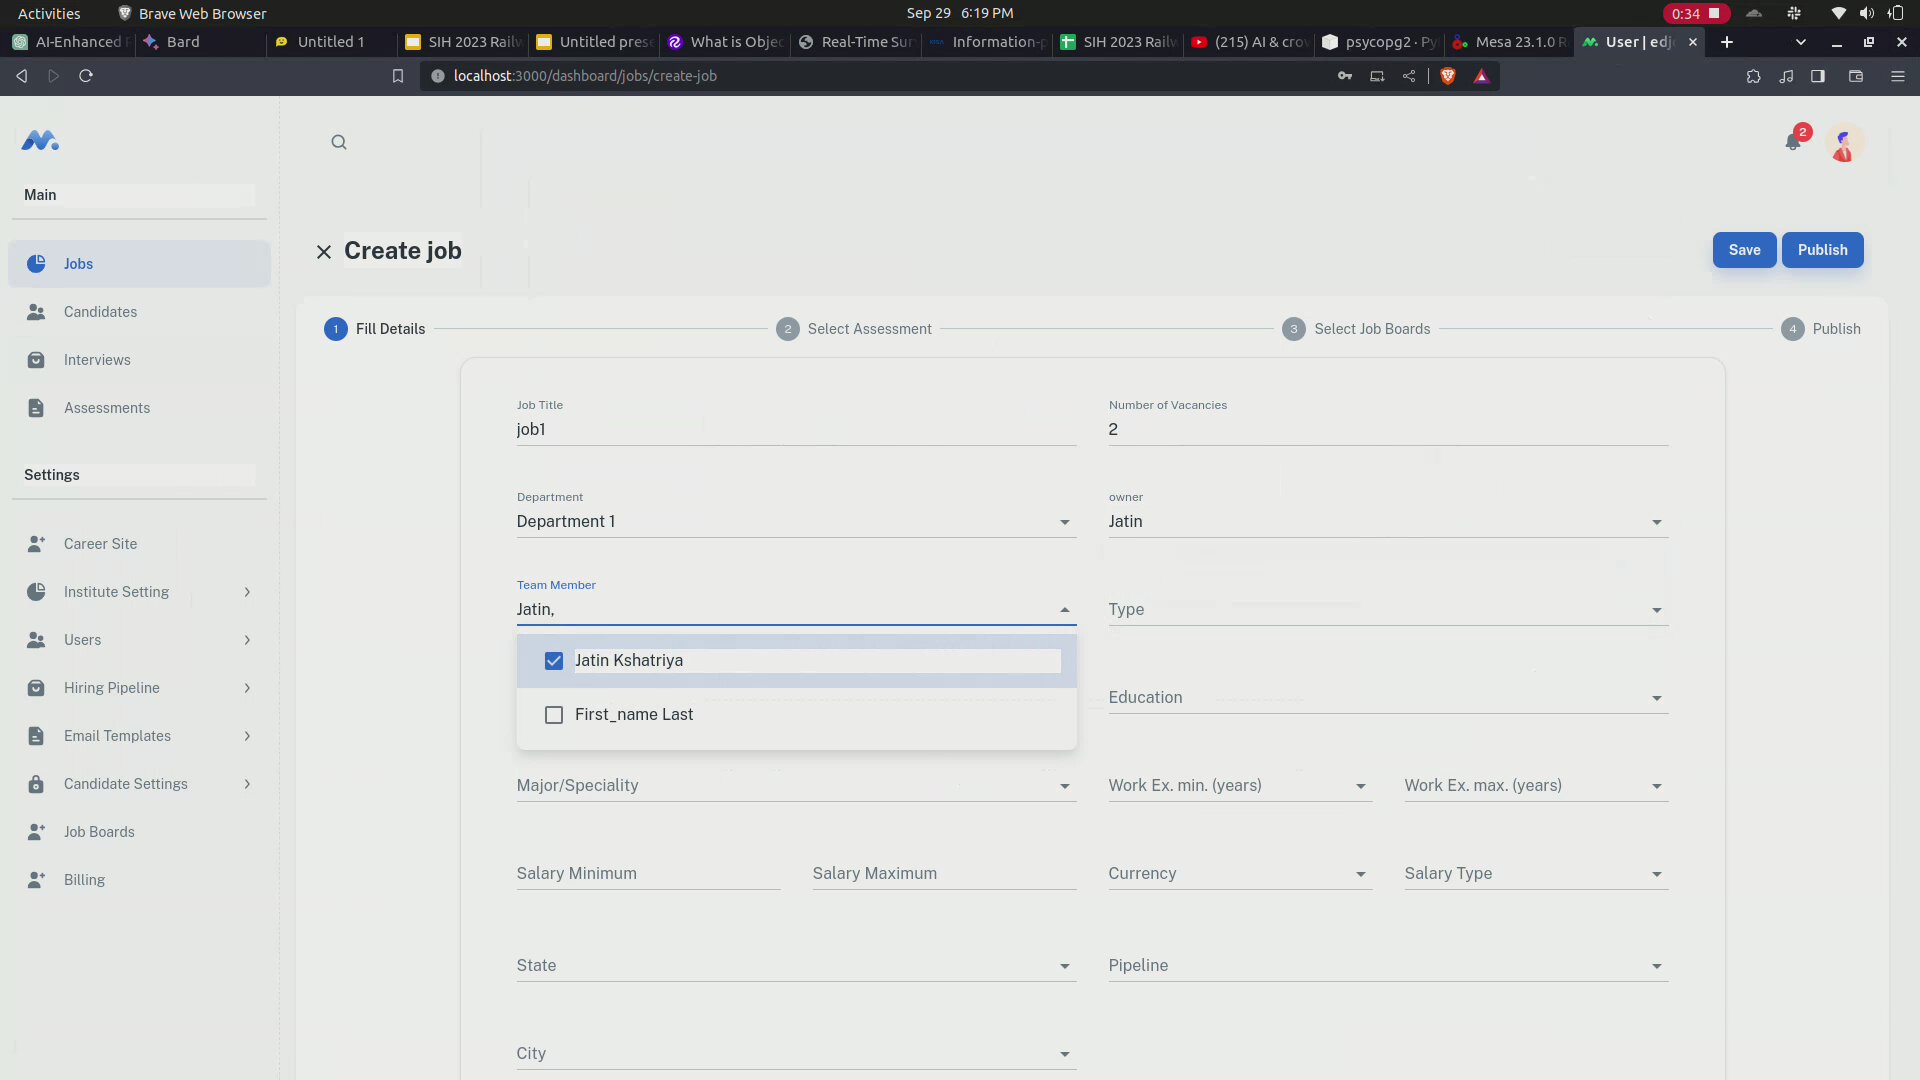 Activities
Brave Web Browser
Sep 29 6:19 PM
0:34
AI-Enhanced
Bard
Untitled 1
SIH 2023 Railw
Untitled prese
What is Objec
Real-Time Sur
Information-p
SIH 2023 Railw
(215) AI & crow
psycopg2 · Py
Mesa 23.1.0 R
User | edj
localhost:3000/dashboard/jobs/create-job
2
Main
Jobs
Candidates
Interviews
Assessments
Settings
Career Site
Institute Setting
Users
Hiring Pipeline
Email Templates
Candidate Settings
Job Boards
Billing
Create job
Save
Publish
1 Fill Details
2 Select Assessment
3 Select Job Boards
4 Publish
Job Title
job1
Number of Vacancies
2
Department
Department 1
owner
Jatin
Team Member
Jatin,
Type
Jatin Kshatriya
First_name Last
Education
Major/Speciality
Work Ex. min. (years)
Work Ex. max. (years)
Salary Minimum
Salary Maximum
Currency
Salary Type
State
Pipeline
City